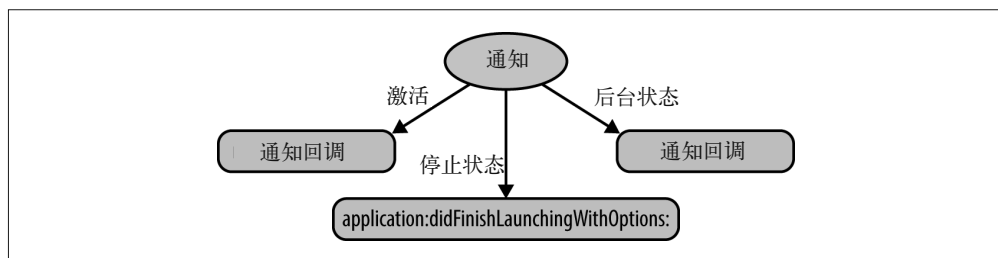 通知
激活
后台状态
通知回调
通知回调
停止状态
application:didFinishLaunchingWithOptions: